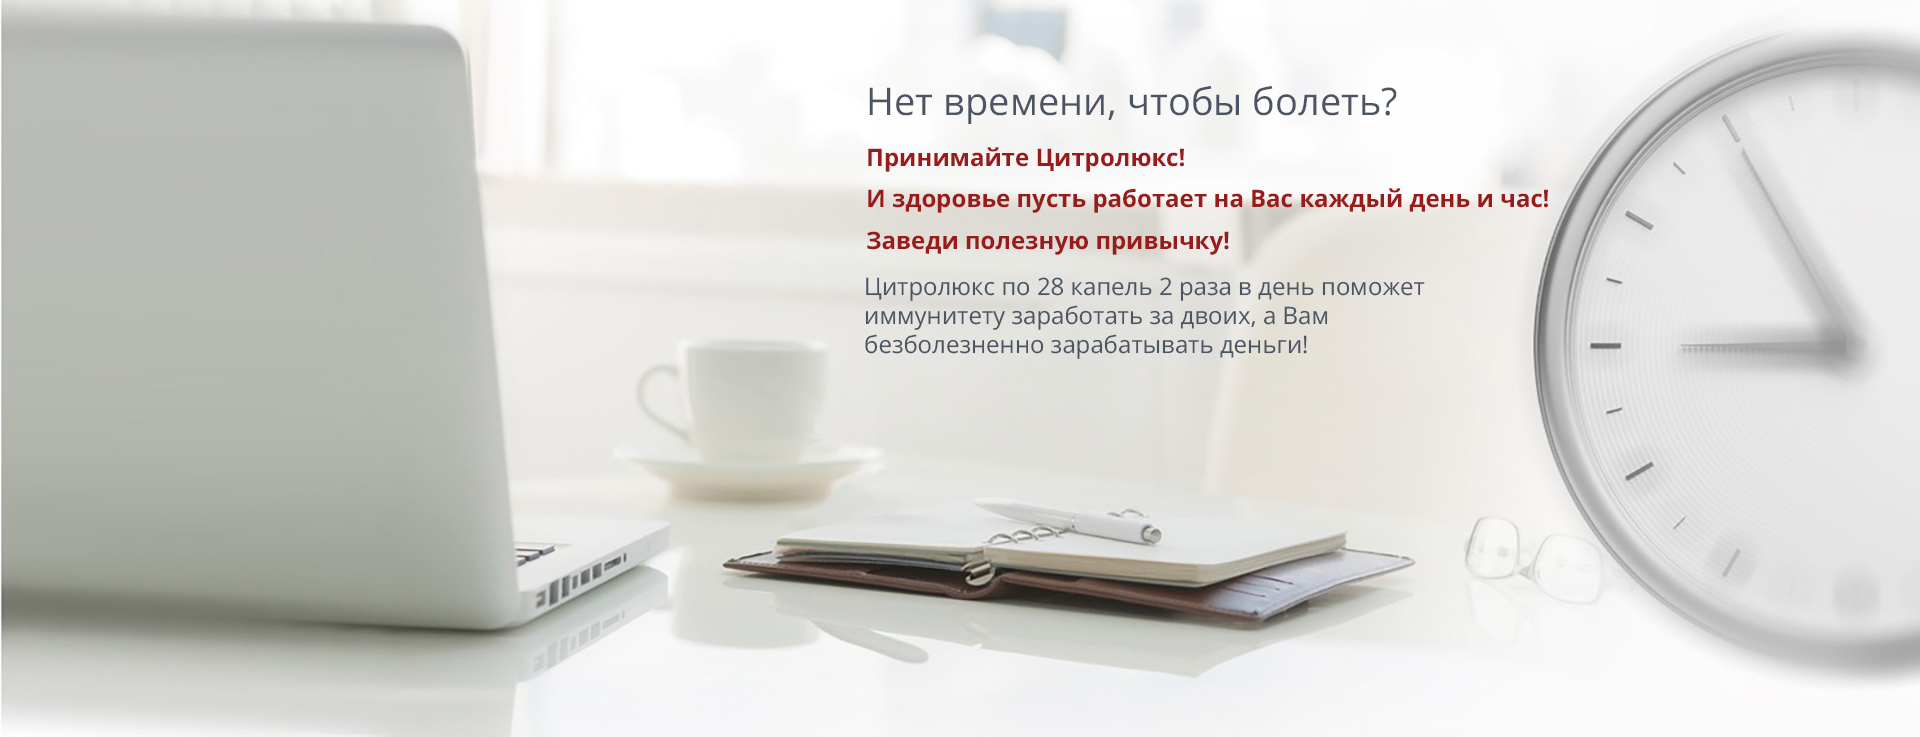 Нет времени, чтобы болеть?
Принимайте Цитролюкс!
И здоровье пусть работает на Вас каждый день и час!
Заведи полезную привычку!
Цитролюкс по 28 капель 2 раза в день поможет
иммунитету заработать за двоих, а Вам
безболезненно зарабатывать деньги!